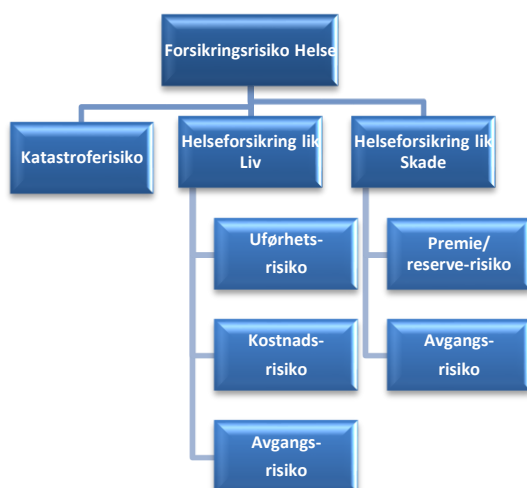 Forsikringsrisiko Helse
Katastroferisiko
Helseforsikring lik
Liv
Helseforsikring lik
Skade
Uførhets-
risiko
Premie/
reserve-risiko
Kostnads-
risiko
Avgangs-
risiko
Avgangs-
risiko